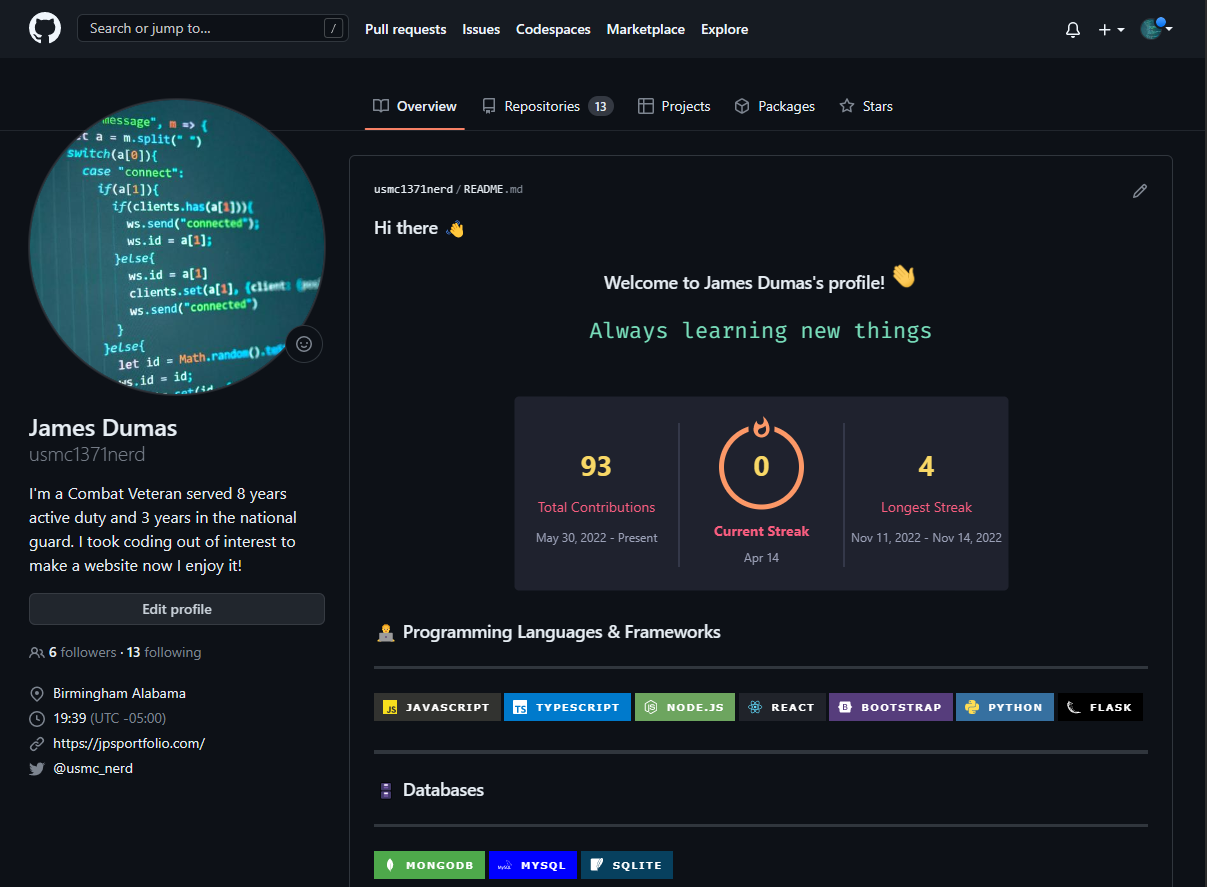 Search or jump to...
/
Pull requests
Issues
Codespaces
Marketplace
Explore
Overview
Repositories 13
Projects
Packages
Stars
message", m => {
a = m.split(" ")
switch(a[0]){
case "connect":
if(a[1]){
if(clients.has(a[1])){
ws.send("connected");
ws.id = a[1];
}else{
ws.id = a[1]
clients.set(a[1], {client:
ws.send("connected")
}
}else{
let id = Math.random()
ws.id = id;
James Dumas
usmc1371nerd
I'm a Combat Veteran served 8 years
active duty and 3 years in the national
guard. I took coding out of interest to
make a website now I enjoy it!
Edit profile
6 followers · 13 following
Birmingham Alabama
19:39 (UTC -05:00)
https://jpsportfolio.com/
@usmc_nerd
usmc1371nerd/README.md
Hi there 👋
Welcome to James Dumas's profile! 👋
Always learning new things
93
Total Contributions
May 30, 2022 - Present
0
Current Streak
Apr 14
4
Longest Streak
Nov 11, 2022 - Nov 14, 2022
Programming Languages & Frameworks
JS JAVASCRIPT
TS TYPESCRIPT
NODE.JS
REACT
B BOOTSTRAP
PYTHON
FLASK
Databases
MONGODB
MySQL MYSQL
SQLITE